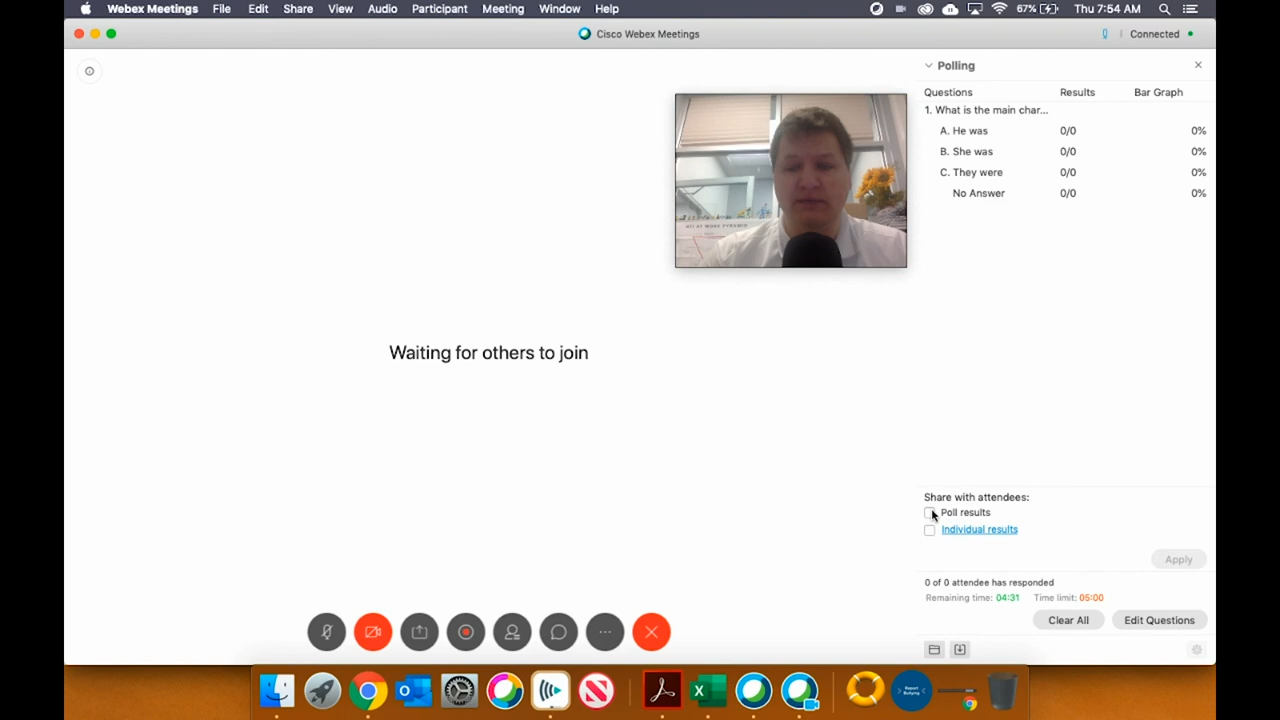 Webex Meetings File Edit Share View Audio Participant Meeting Window Help 67% Thu 7:54 AM
Cisco Webex Meetings
Connected
Polling
Questions Results Bar Graph
1. What is the main char...
A. He was 0/0 0%
B. She was 0/0 0%
C. They were 0/0 0%
No Answer 0/0 0%
Waiting for others to join
Share with attendees:
Poll results
Individual results
Apply
0 of 0 attendee has responded
Remaining time: 04:31 Time limit: 05:00
Clear All Edit Questions
Report
Bullying